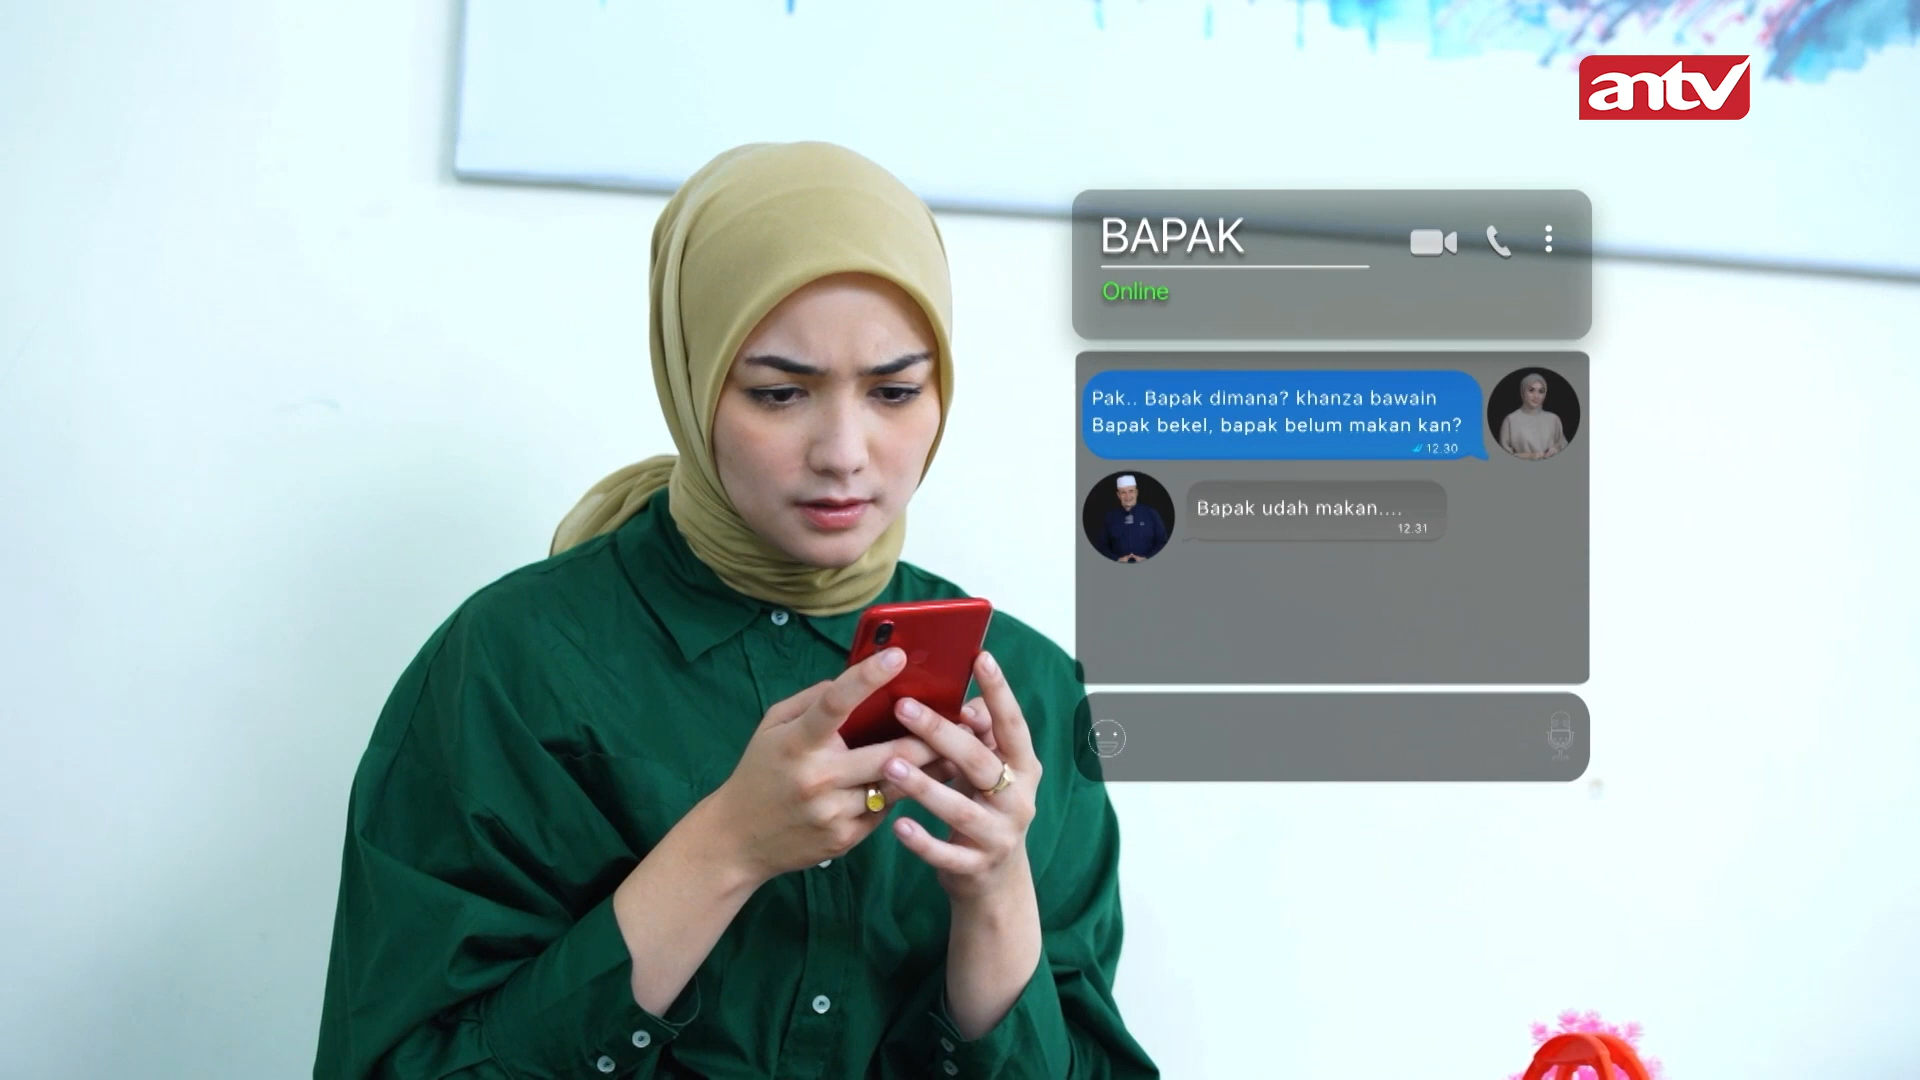 antv
BAPAK
Online
Pak.. Bapak dimana? khanza bawain
Bapak bekel, bapak belum makan kan?
12.30
Bapak udah makan....
12.31